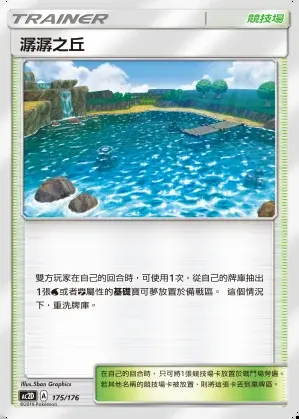 TRAINER 競技場
潺潺之丘
雙方玩家在自己的回合時，可使用1次，從自己的牌庫抽出
1張或者屬性的基礎寶可夢放置於備戰區。 這個情況
下，重洗牌庫。
在自己的回合時，只可將1張競技場卡放置於戰鬥場旁邊。
若其他名稱的競技場卡被放置，則將這張卡丟到棄牌區。
Illus.Sban Graphics
AC2D A 175/176
©2019 Pokémon